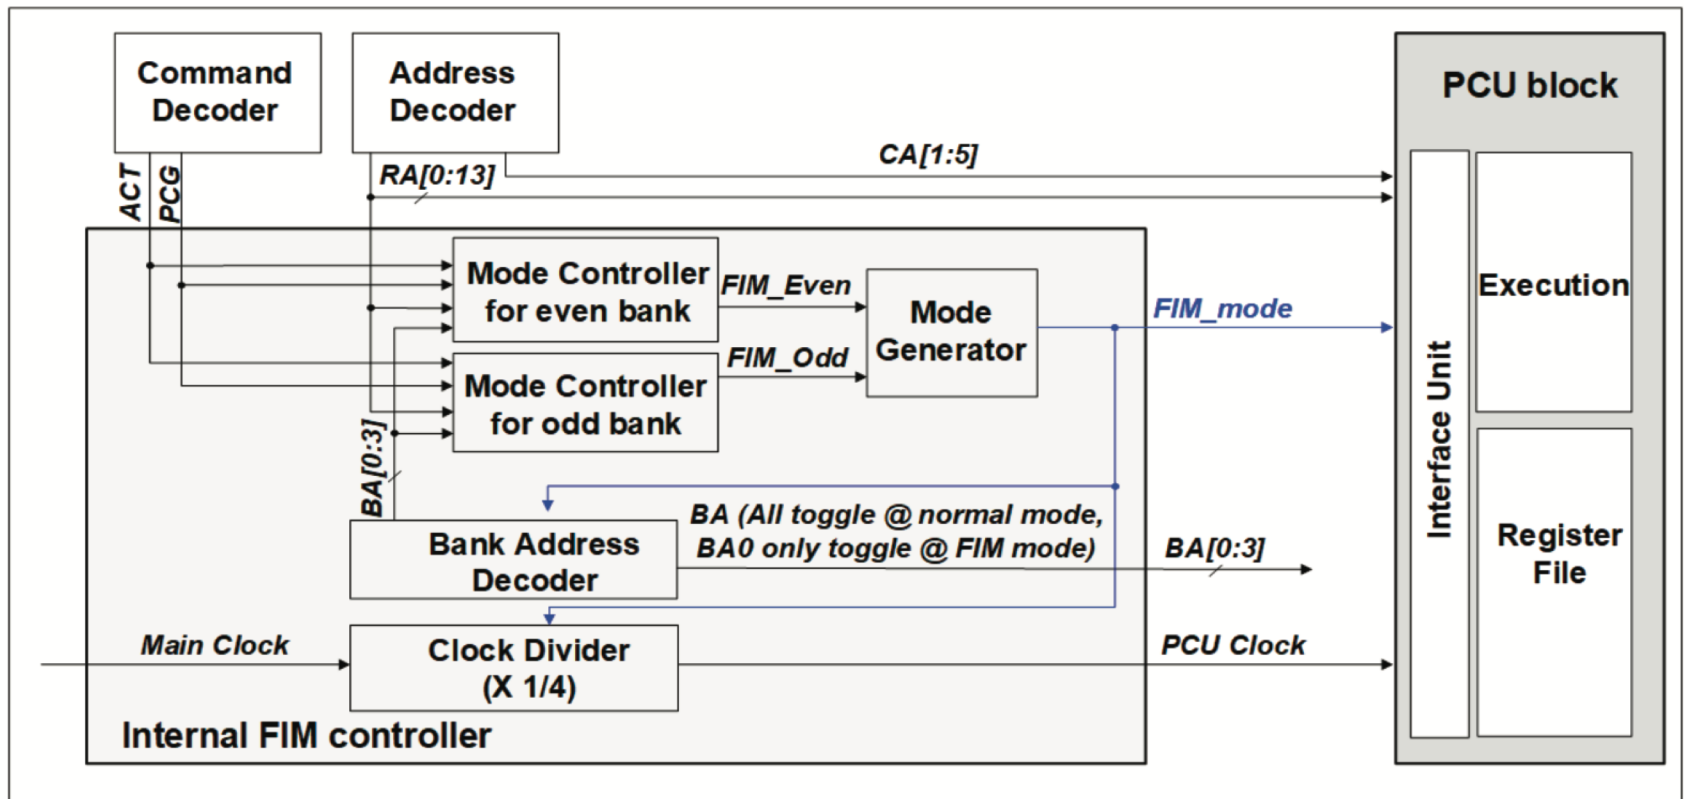 Command
Decoder
Address
Decoder
PCU block
ACT
PCG
RA[0:13]
CA[1:5]
Mode Controller
for even bank
FIM_Even
Mode
Generator
FIM_mode
Mode Controller
for odd bank
FIM_Odd
Interface Unit
Execution
Register
File
BA[0:3]
Bank Address
Decoder
BA (All toggle @ normal mode,
BA0 only toggle @ FIM mode)
BA[0:3]
Main Clock
Clock Divider
(X 1/4)
PCU Clock
Internal FIM controller